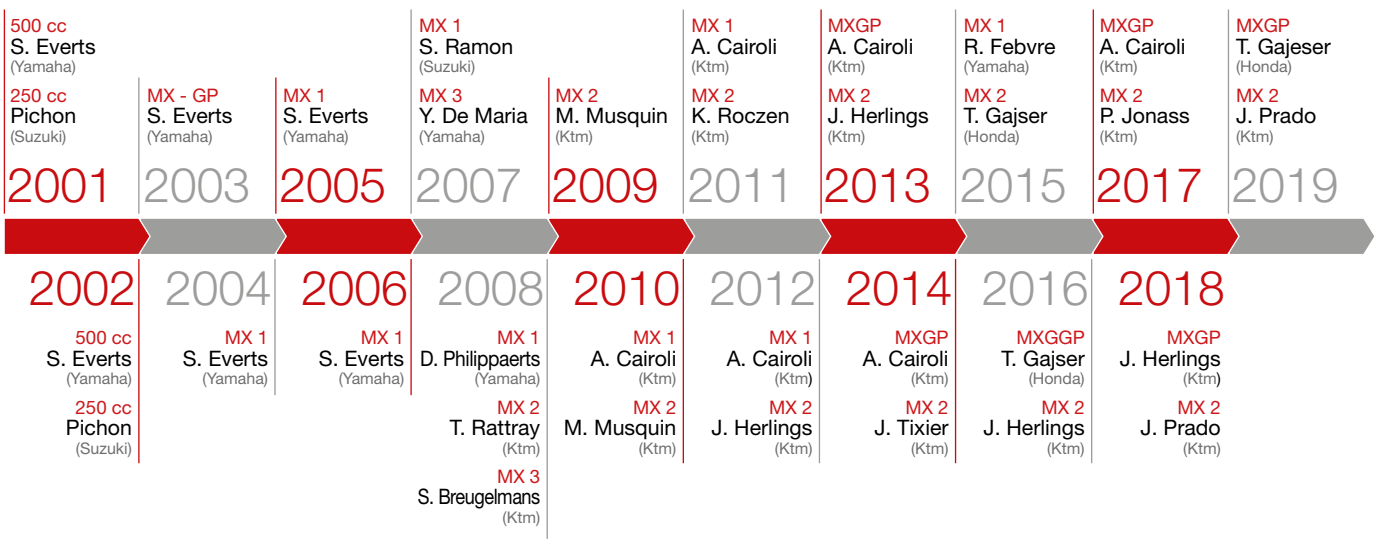 500 cc
S. Everts
(Yamaha)
250 cc
Pichon
(Suzuki)
2001
MX - GP
S. Everts
(Yamaha)
2003
MX 1
S. Everts
(Yamaha)
2005
MX 1
S. Ramon
(Suzuki)
MX 3
Y. De Maria
(Yamaha)
2007
MX 2
M. Musquin
(Ktm)
2009
MX 1
A. Cairoli
(Ktm)
MX 2
K. Roczen
(Ktm)
2011
MXGP
A. Cairoli
(Ktm)
MX 2
J. Herlings
(Ktm)
2013
MX 1
R. Febvre
(Yamaha)
MX 2
T. Gajser
(Honda)
2015
MXGP
A. Cairoli
(Ktm)
MX 2
P. Jonass
(Ktm)
2017
MXGP
T. Gajeser
(Honda)
MX 2
J. Prado
(Ktm)
2019
2002
500 cc
S. Everts
(Yamaha)
250 cc
Pichon
(Suzuki)
2004
MX 1
S. Everts
(Yamaha)
2006
MX 1
S. Everts
(Yamaha)
2008
MX 1
D. Philippaerts
(Yamaha)
MX 2
T. Rattray
(Ktm)
MX 3
S. Breugelmans
(Ktm)
2010
MX 1
A. Cairoli
(Ktm)
MX 2
M. Musquin
(Ktm)
2012
MX 1
A. Cairoli
(Ktm)
MX 2
J. Herlings
(Ktm)
2014
MXGP
A. Cairoli
(Ktm)
MX 2
J. Tixier
(Ktm)
2016
MXGGP
T. Gajser
(Honda)
MX 2
J. Herlings
(Ktm)
2018
MXGP
J. Herlings
(Ktm)
MX 2
J. Prado
(Ktm)